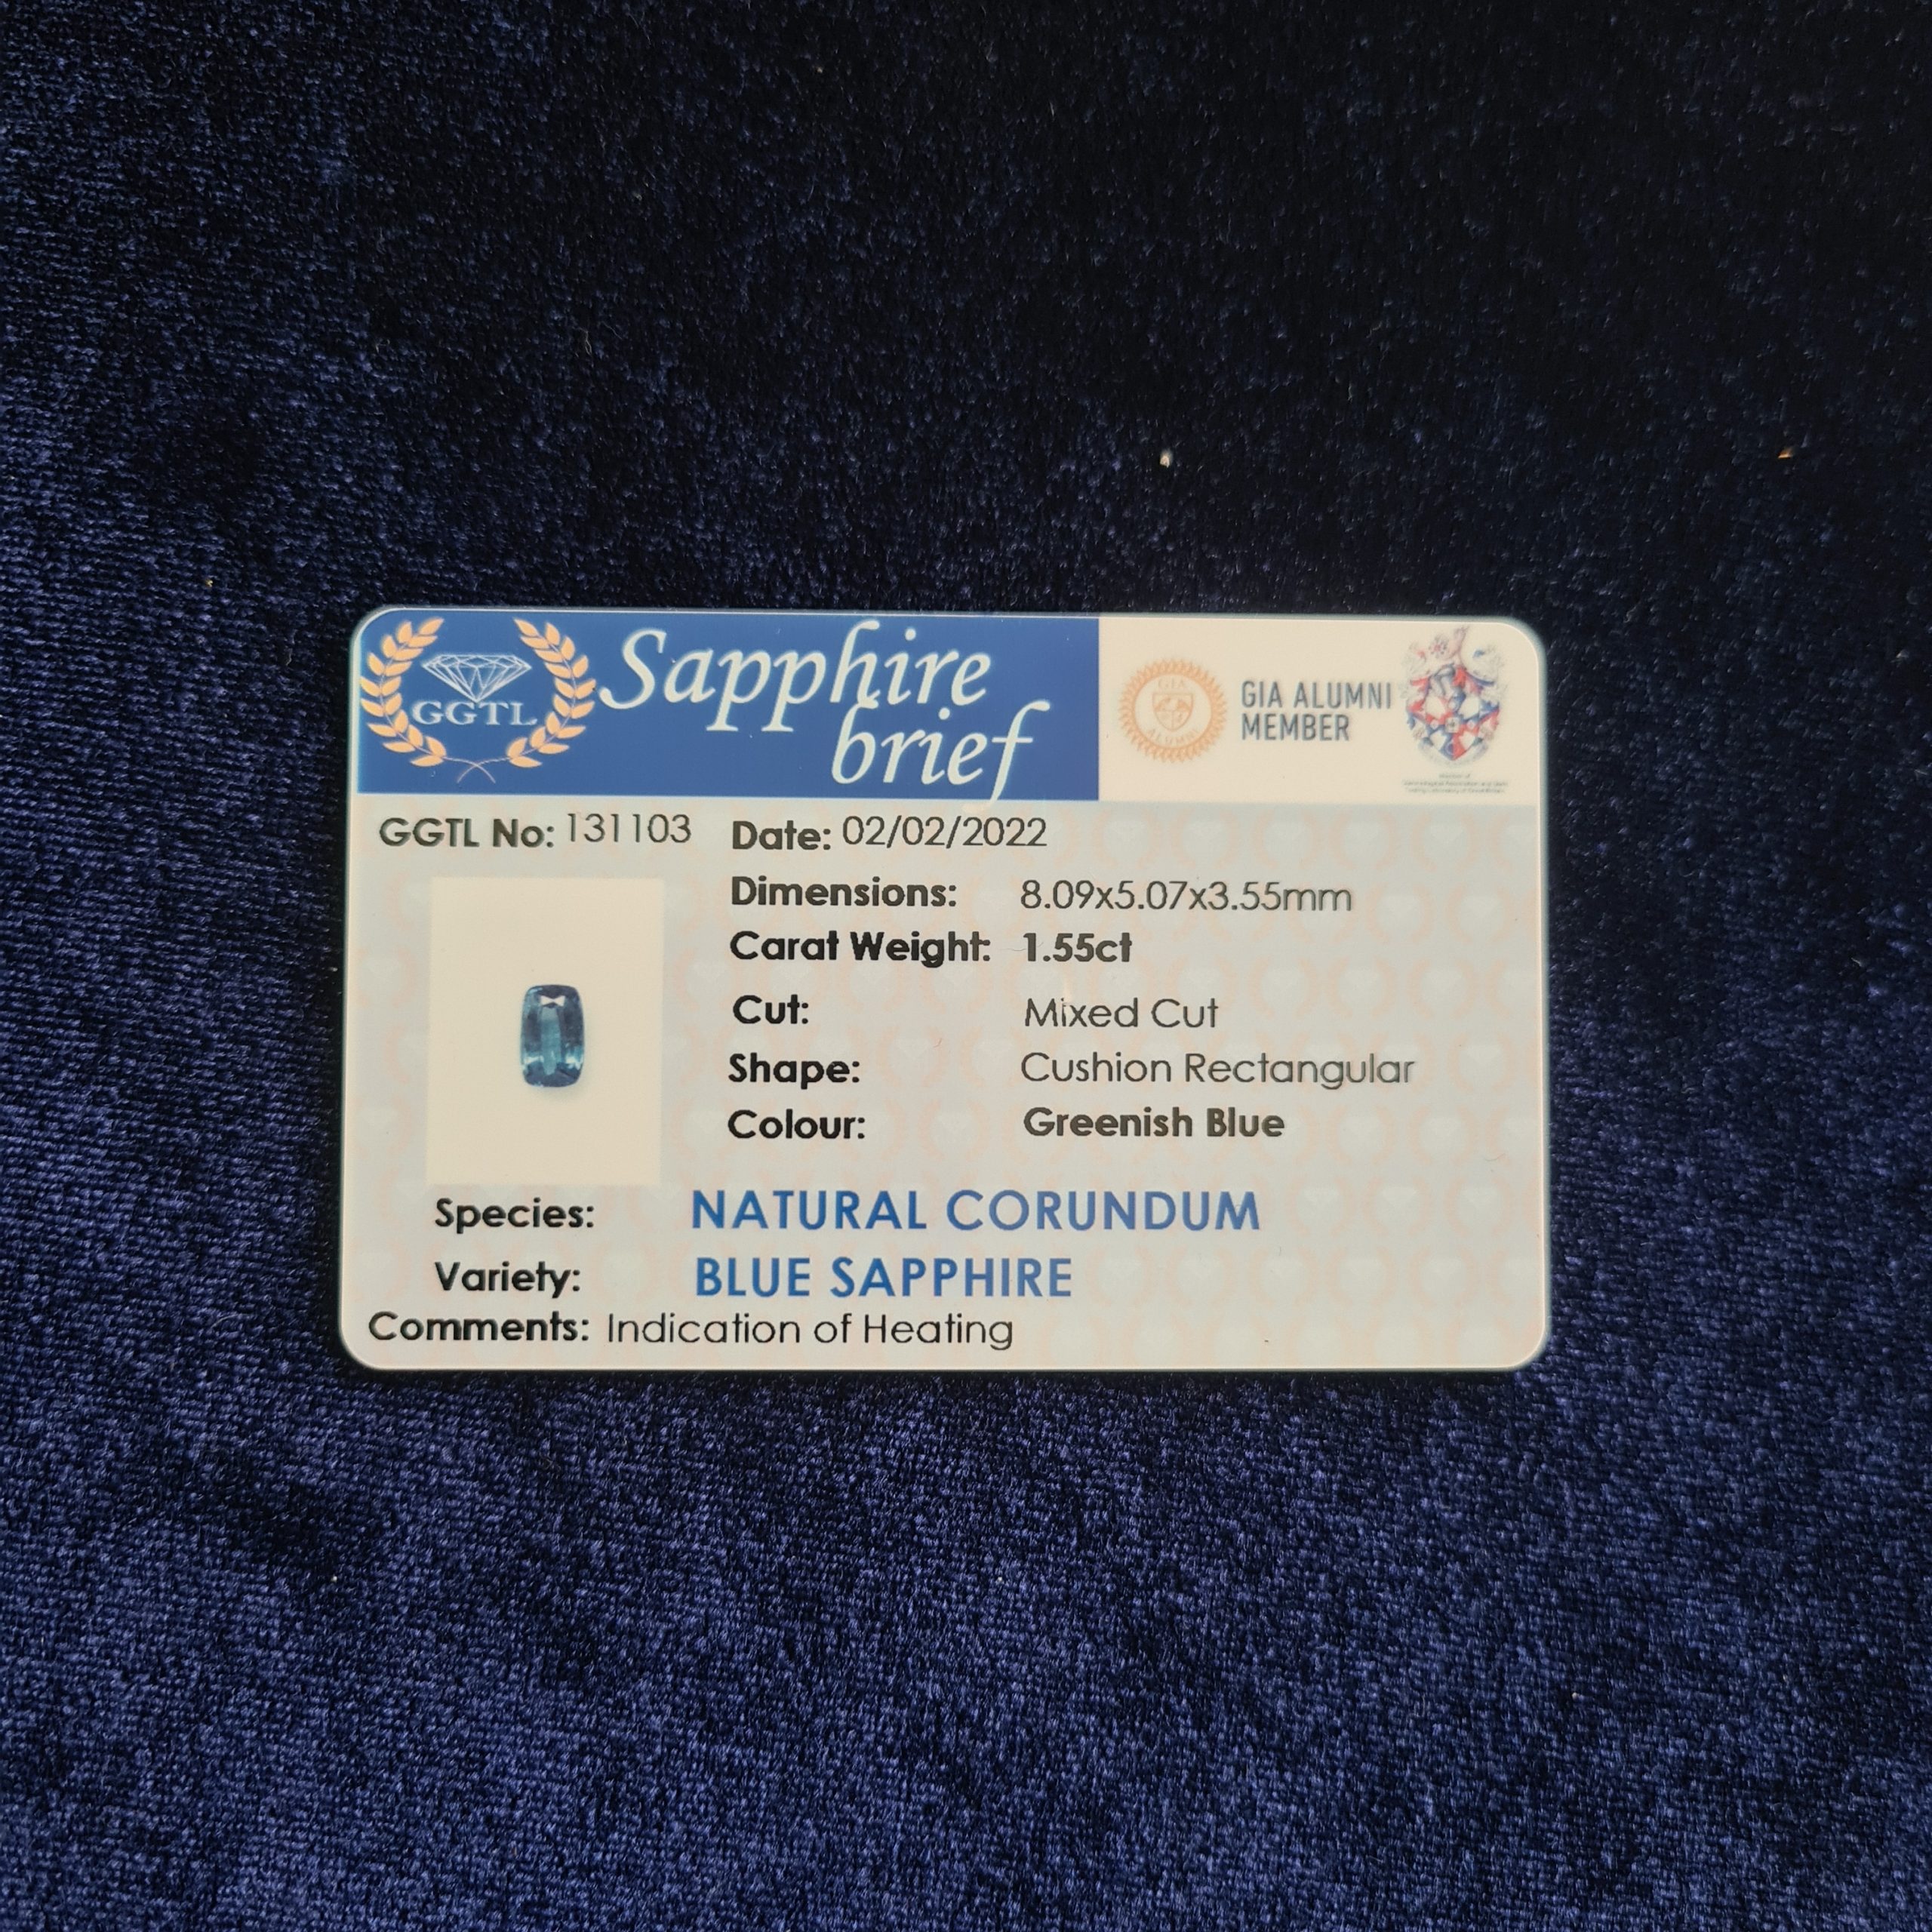 GGTL
Sapphire
brief
GIA
ALUMNI
GIA ALUMNI
MEMBER
GGTL No: 131103
Date: 02/02/2022
Dimensions: 8.09x5.07x3.55mm
Carat Weight: 1.55ct
Cut: Mixed Cut
Shape: Cushion Rectangular
Colour: Greenish Blue
Species: NATURAL CORUNDUM
Variety: BLUE SAPPHIRE
Comments: Indication of Heating